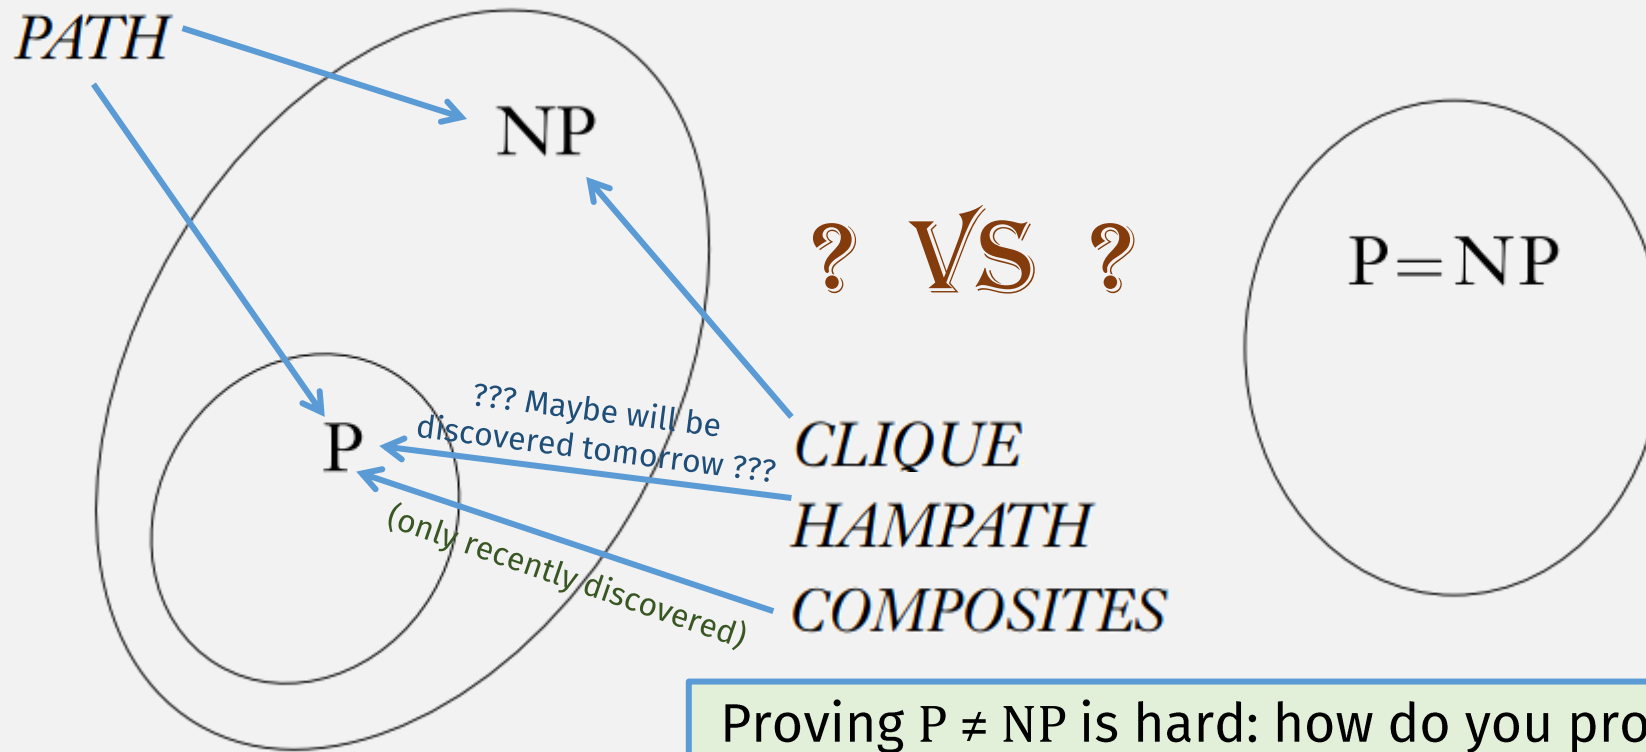 PATH
NP
? VS ?
P=NP
??? Maybe will be
discovered tomorrow ???
P
CLIQUE
(only recently discovered)
HAMPATH
COMPOSITES
Proving P ≠ NP is hard: how do you pro